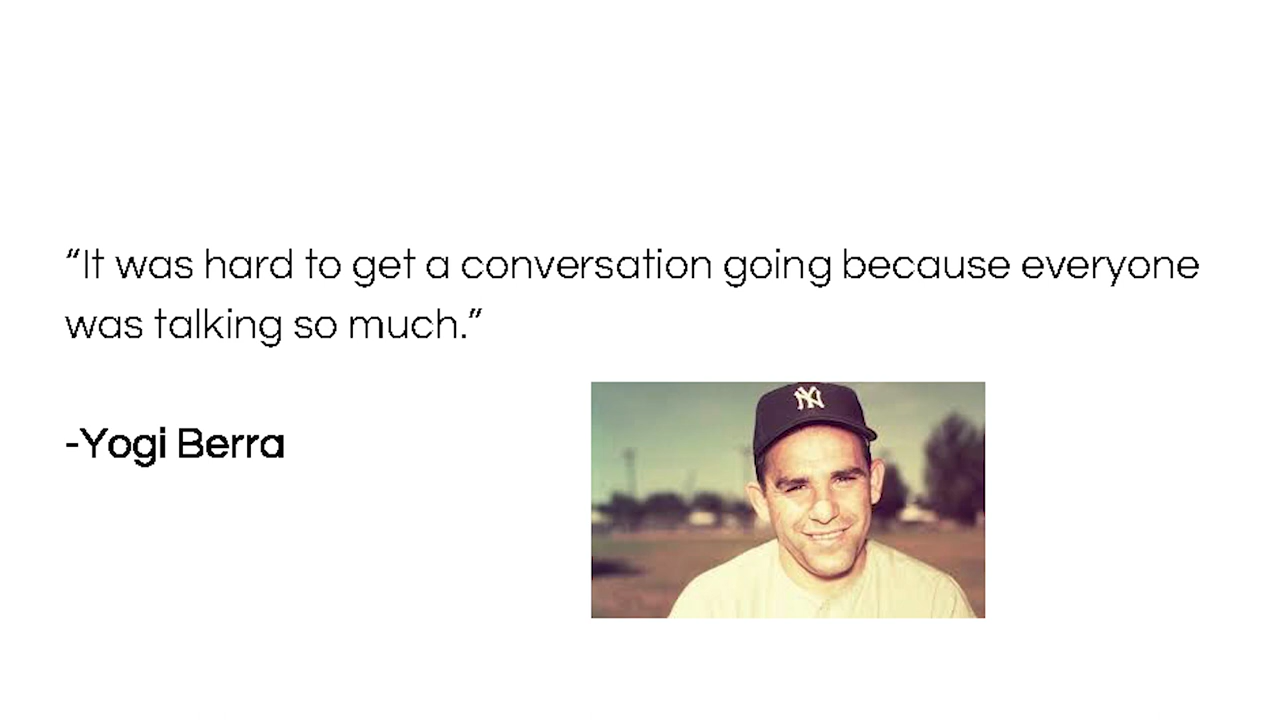 “It was hard to get a conversation going because everyone
was talking so much.”
-Yogi Berra
NY